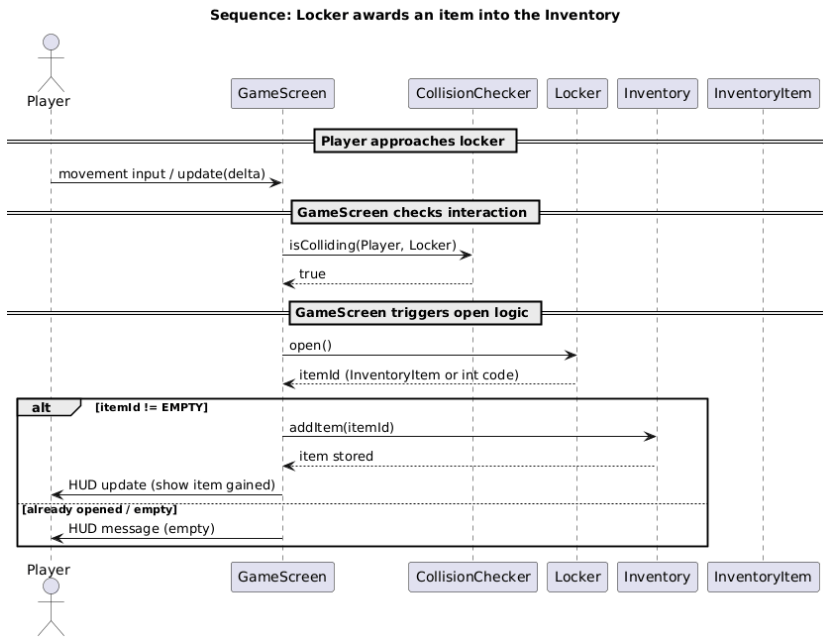 Sequence: Locker awards an item into the Inventory
Player
GameScreen
CollisionChecker
Locker
Inventory
InventoryItem
Player approaches locker
movement input / update(delta)
GameScreen checks interaction
isColliding(Player, Locker)
true
GameScreen triggers open logic
open()
itemId (InventoryItem or int code)
alt
[itemId != EMPTY]
addItem(itemId)
item stored
HUD update (show item gained)
[already opened / empty]
HUD message (empty)
Player
GameScreen
CollisionChecker
Locker
Inventory
InventoryItem